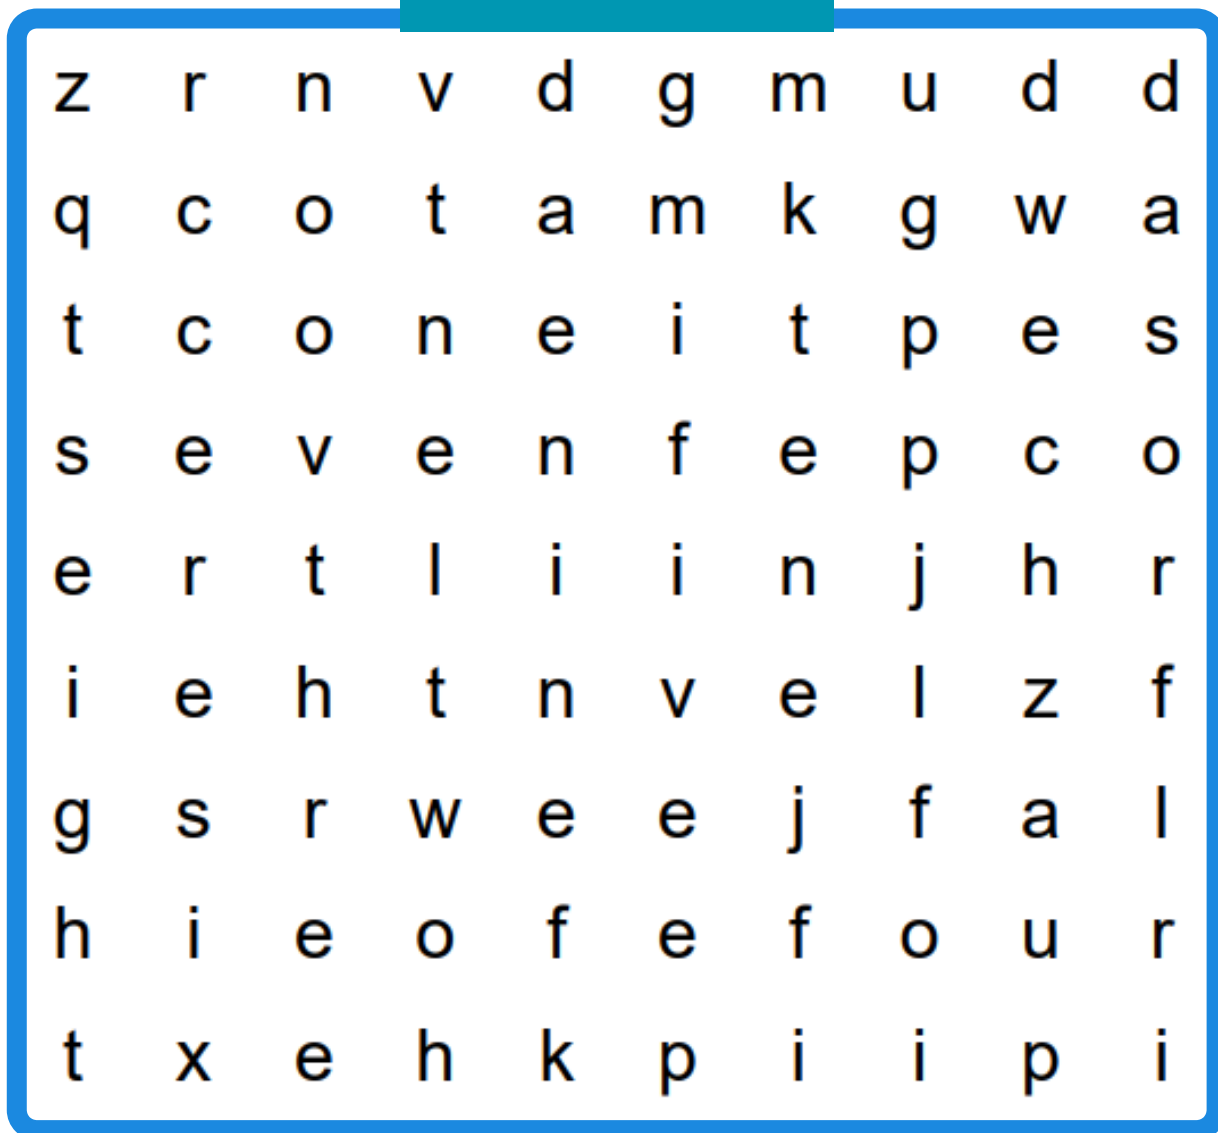 z r n v d g m u d d
q c o t a m k g w a
t c o n e i t p e s
s e v e n f e p c o
e r t l i i n j h r
i e h t n v e l z f
g s r w e e j f a l
h i e o f e f o u r
t x e h k p i i p i